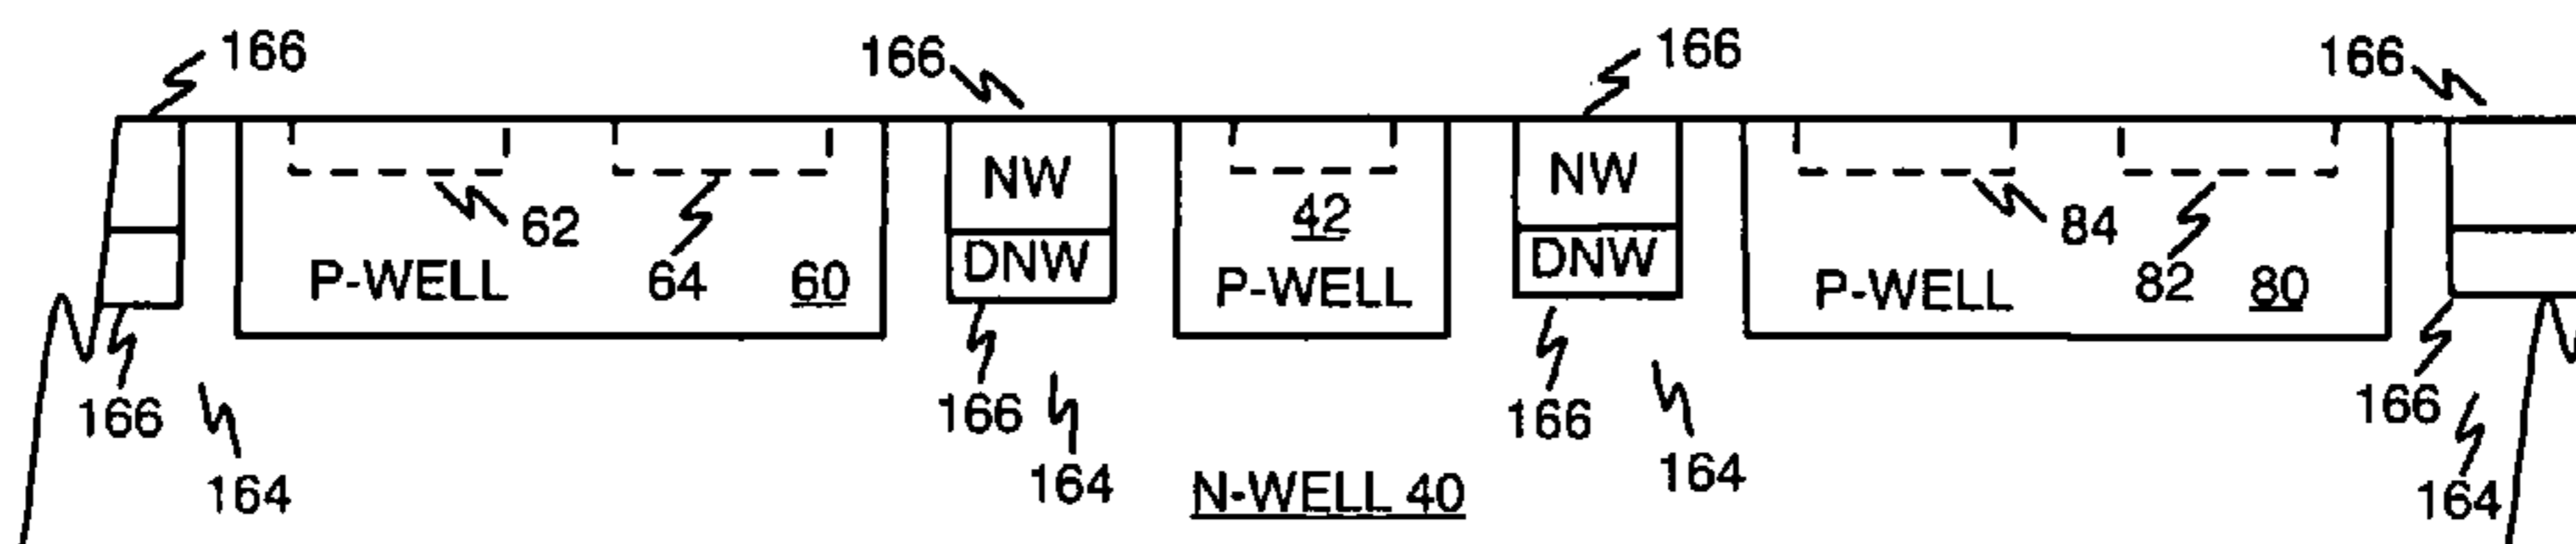 166 166 166 166
NW NW
62 42 84
DNW DNW
P-WELL 64 60 P-WELL P-WELL 82 80
166 166 166 166
164 164 N-WELL 40 164 164